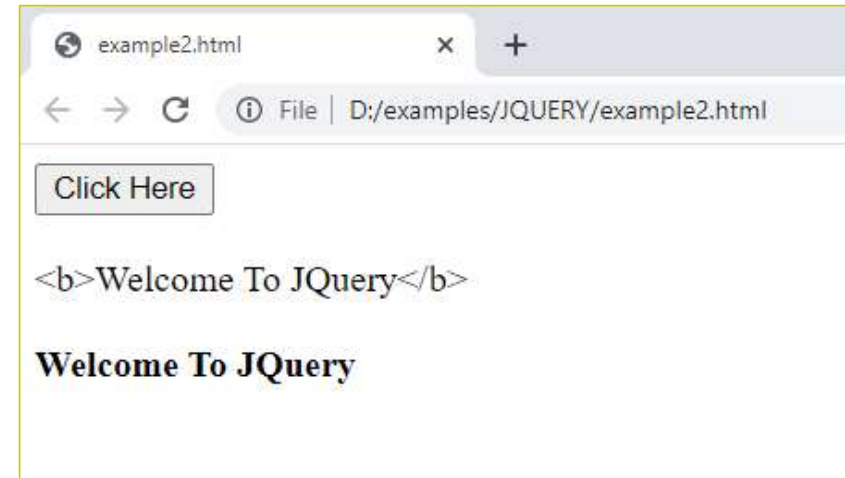 example2.html × +
← → C ⓘ File | D:/examples/JQUERY/example2.html
Click Here
<b>Welcome To JQuery</b>
Welcome To JQuery